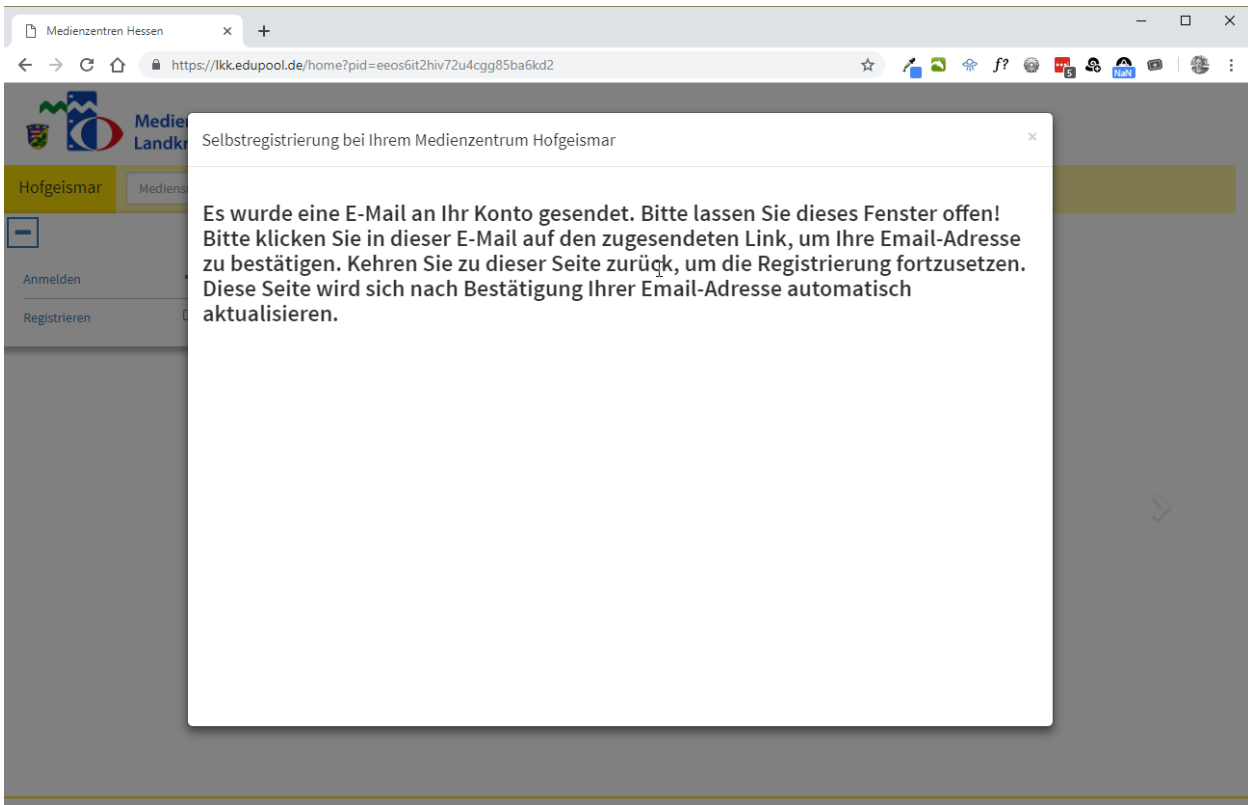 Medienzentren Hessen
https://lkk.edupool.de/home?pid=eeos6it2hiv72u4cgg85ba6kd2
f?
5
NaN
Selbstregistrierung bei Ihrem Medienzentrum Hofgeismar
Hofgeismar
Es wurde eine E-Mail an Ihr Konto gesendet. Bitte lassen Sie dieses Fenster offen!
Bitte klicken Sie in dieser E-Mail auf den zugesendeten Link, um Ihre Email-Adresse
zu bestätigen. Kehren Sie zu dieser Seite zurück, um die Registrierung fortzusetzen.
Diese Seite wird sich nach Bestätigung Ihrer Email-Adresse automatisch
aktualisieren.
Anmelden
Registrieren